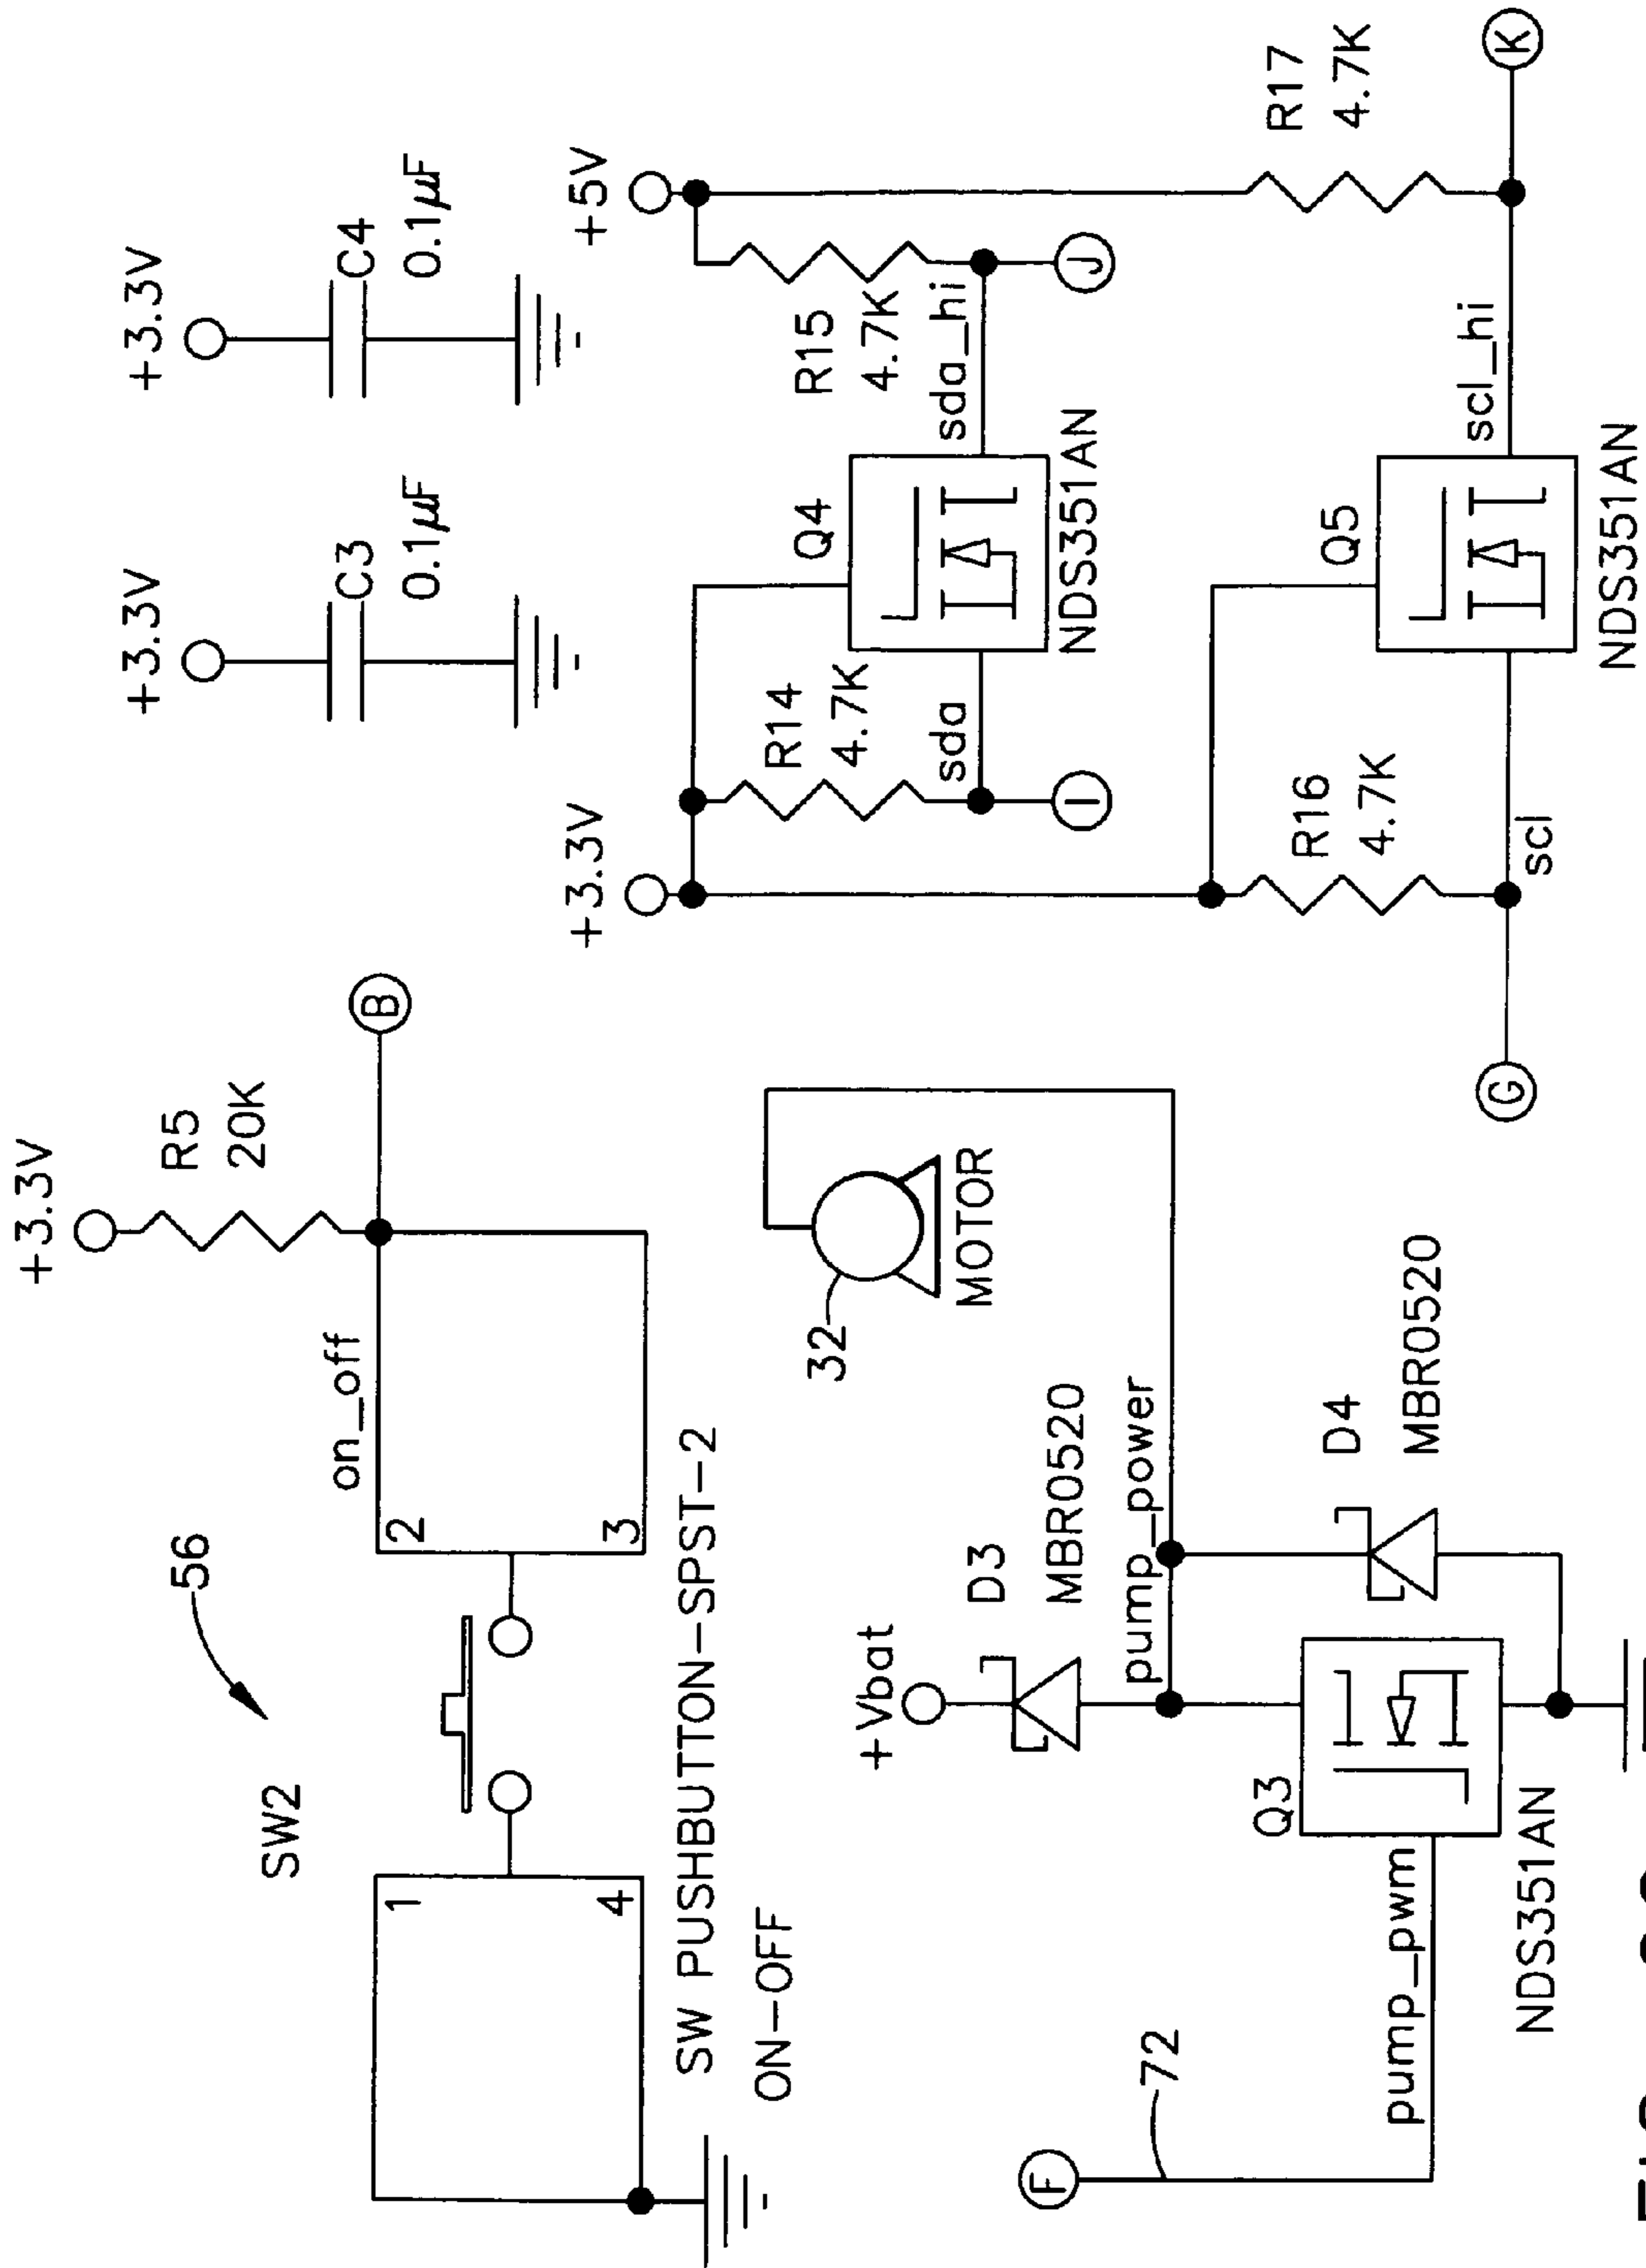 +3.3V
R5
20K
56
SW2
on_off
B
1
2
4
3
SW PUSHBUTTON-SPST-2
ON-OFF
+3.3V
C3
0.1µF
+3.3V
C4
0.1µF
F
72
+Vbat
D3
MBR0520
32
MOTOR
pump_power
Q3
pump_pwm
NDS351AN
D4
MBR0520
+3.3V
+5V
R14
4.7K
Q4
R15
4.7K
sda
sda_hi
I
J
NDS351AN
R16
4.7K
Q5
R17
4.7K
G
scl
scl_hi
K
NDS351AN